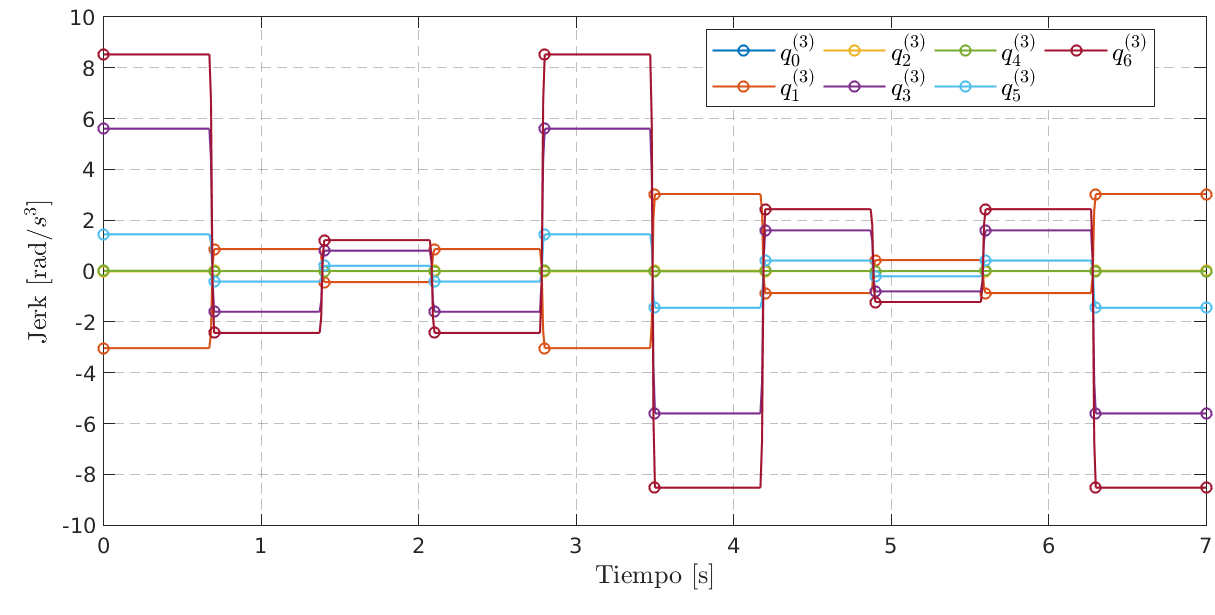 10
8
6
4
2
0
-2
-4
-6
-8
-10
Jerk [rad/s³]
q₀⁽³⁾ q₂⁽³⁾ q₄⁽³⁾ q₆⁽³⁾
q₁⁽³⁾ q₃⁽³⁾ q₅⁽³⁾
0 1 2 3 4 5 6 7
Tiempo [s]